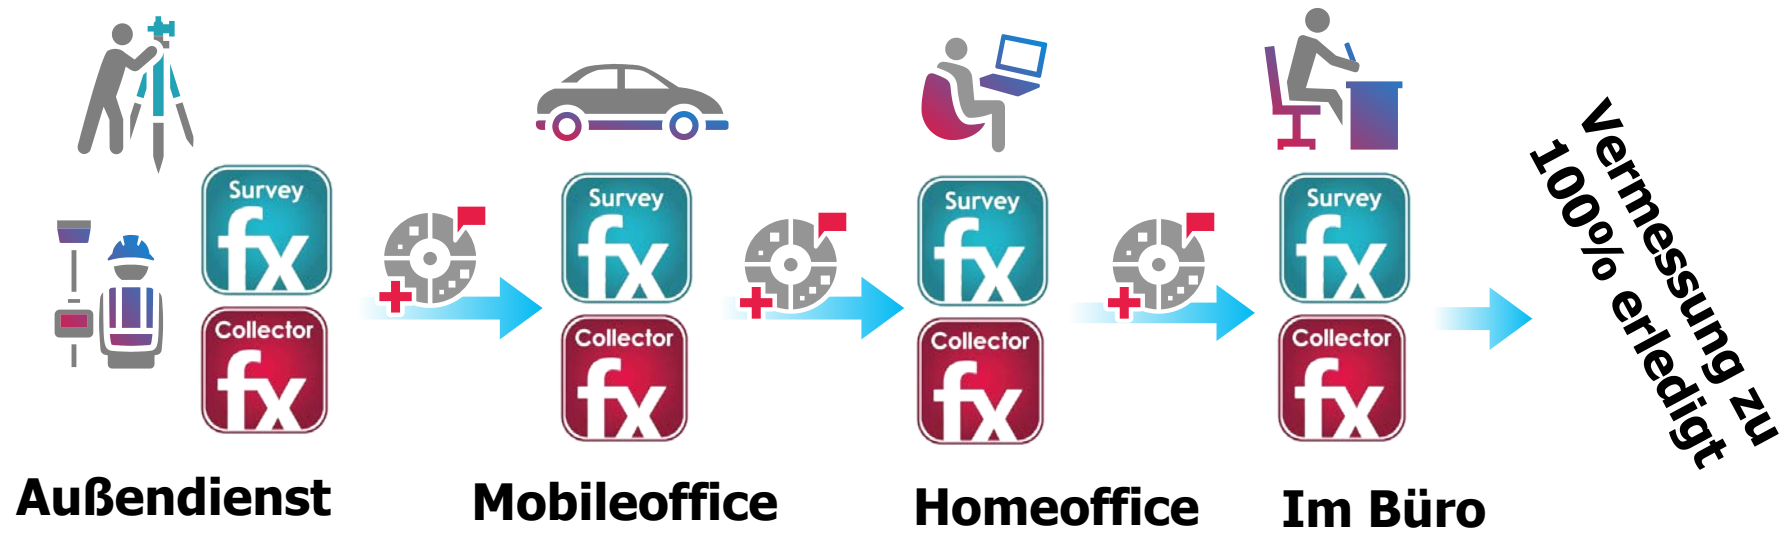 Survey
fx
Collector
fx
Außendienst
Survey
fx
Collector
fx
Mobileoffice
Survey
fx
Collector
fx
Homeoffice
Survey
fx
Collector
fx
Im Büro
Vermessung zu
100% erledigt